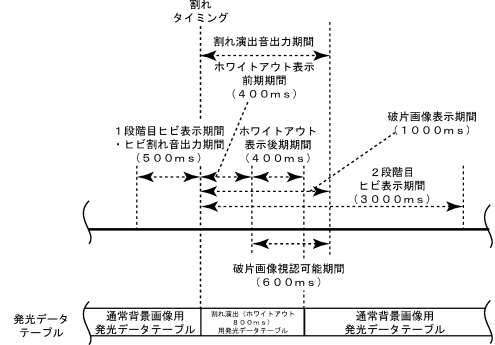 割れ
タイミング
割れ演出音出力期間
ホワイトアウト表示
前期期間
（４００ｍｓ）
破片画像表示期間
（１０００ｍｓ）
１段階目ヒビ表示期間
・ヒビ割れ音出力期間
（５００ｍｓ）
ホワイトアウト
表示後期期間
（４００ｍｓ）
２段階目
ヒビ表示期間
（３０００ｍｓ）
破片画像視認可能期間
（６００ｍｓ）
発光データ
テーブル
通常背景画像用
発光データテーブル
割れ演出（ホワイトアウト
８００ｍｓ）
用発光データテーブル
通常背景画像用
発光データテーブル